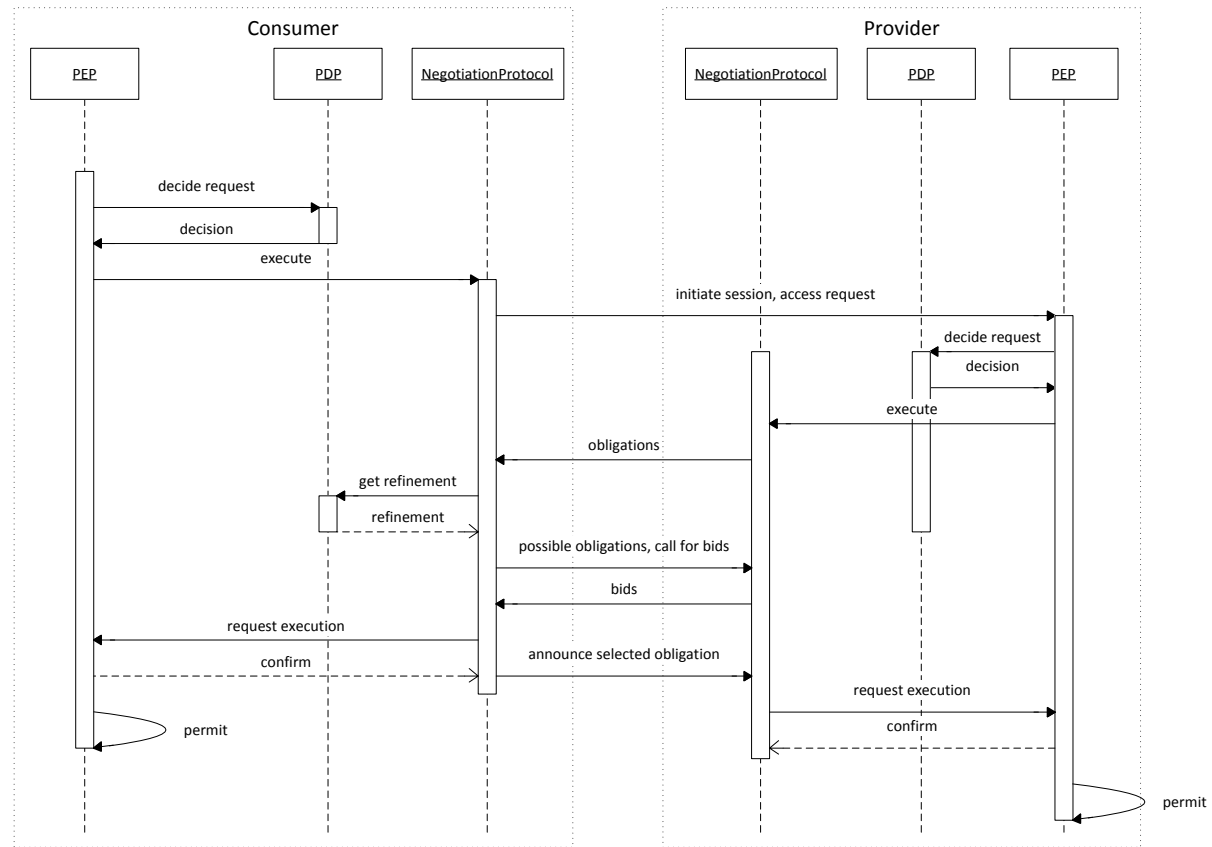 Consumer
Provider
PEP
PDP
NegotiationProtocol
NegotiationProtocol
PDP
PEP
decide request
decision
execute
initiate session, access request
decide request
decision
execute
obligations
get refinement
refinement
possible obligations, call for bids
bids
request execution
confirm
announce selected obligation
request execution
permit
confirm
permit